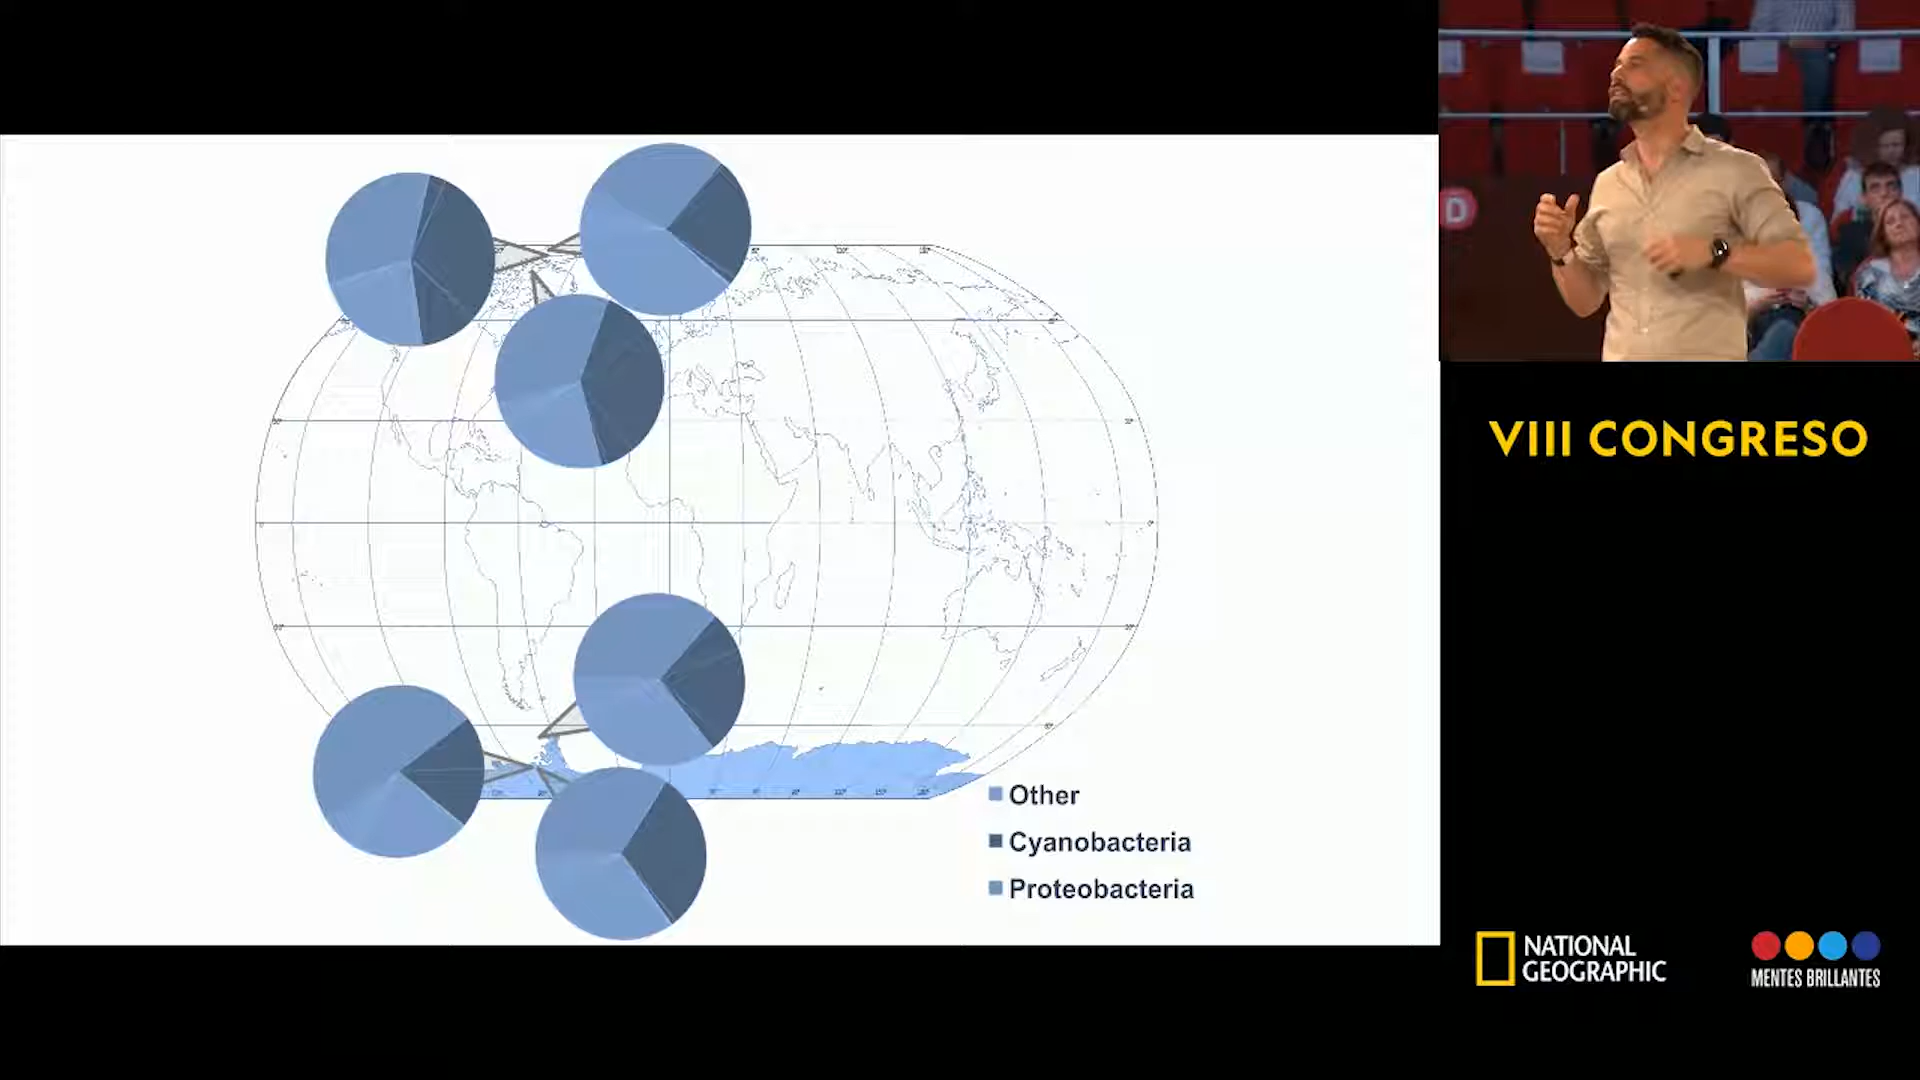 D
VIII CONGRESO
Other
Cyanobacteria
Proteobacteria
NATIONAL
GEOGRAPHIC
MENTES BRILLANTES